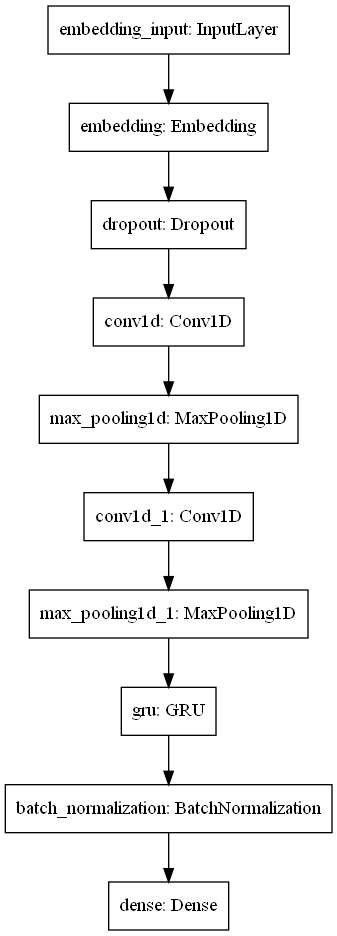 embedding_input: InputLayer
embedding: Embedding
dropout: Dropout
conv1d: Conv1D
max_pooling1d: MaxPooling1D
conv1d_1: Conv1D
max_pooling1d_1: MaxPooling1D
gru: GRU
batch_normalization: BatchNormalization
dense: Dense